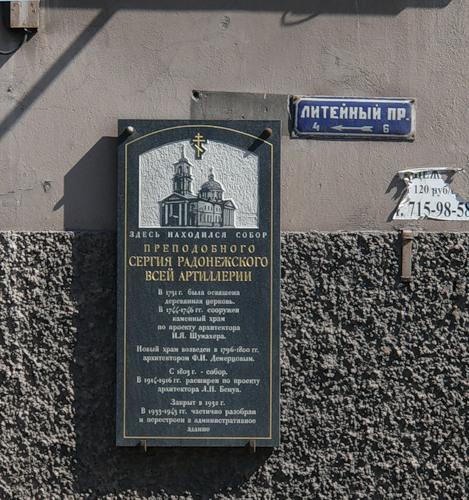 ЛИТЕЙНЫЙ ПР.
4 6
120 рубл
т. 715-98-58
ЗДЕСЬ НАХОДИЛСЯ СОБОР
ПРЕПОДОБНОГО
СЕРГИЯ РАДОНЕЖСКОГО
ВСЕЙ АРТИЛЛЕРИИ
В 1731 г. была освящена
деревянная церковь.
В 1744-1746 гг. сооружен
каменный храм
по проекту архитектора
И.Я. Шумахера.
Новый храм возведен в 1796-1800 гг.
архитектором Ф.И. Демерцовым.
С 1803 г. - собор.
В 1914-1916 гг. расширен по проекту
архитектора Л.Н. Бенуа.
Закрыт в 1932 г.
В 1933-1943 гг. частично разобран
и перестроен в административное
здание